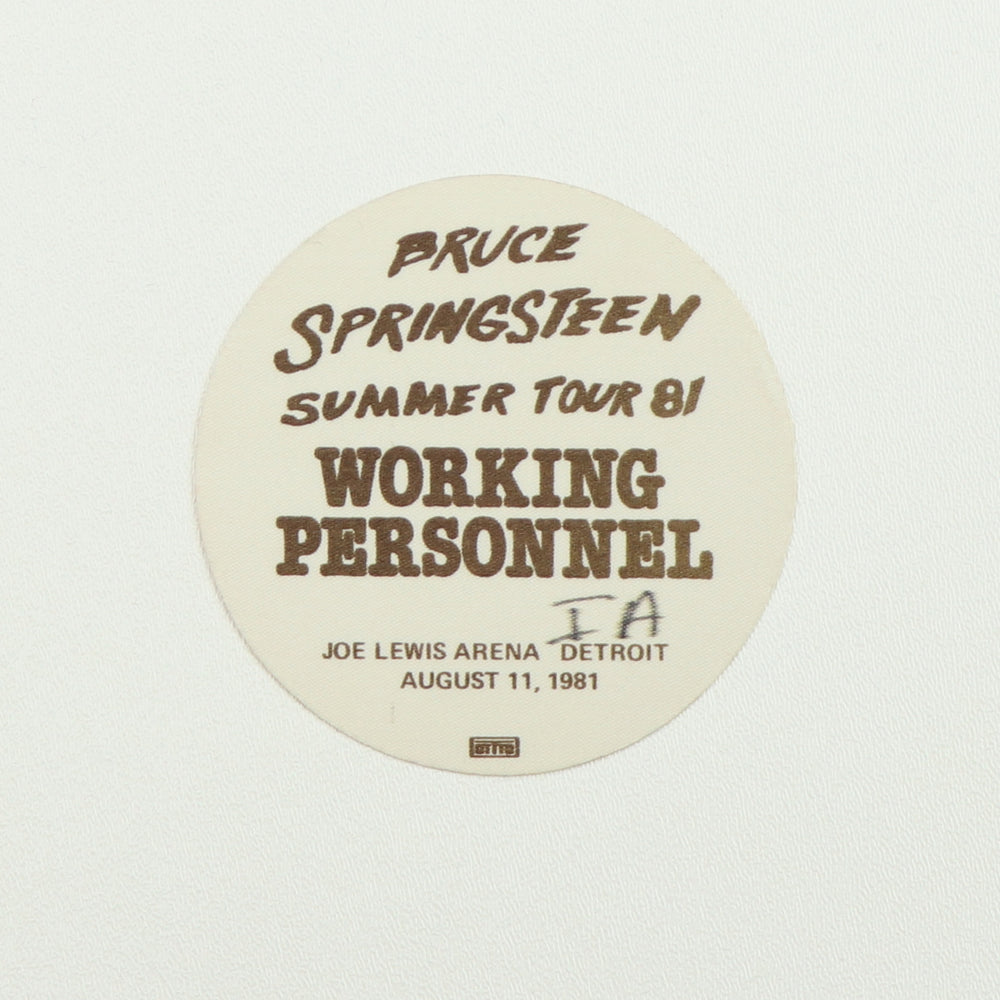 BRUCE
SPRINGSTEEN
SUMMER TOUR 81
WORKING
PERSONNEL
IA
JOE LEWIS ARENA DETROIT
AUGUST 11, 1981